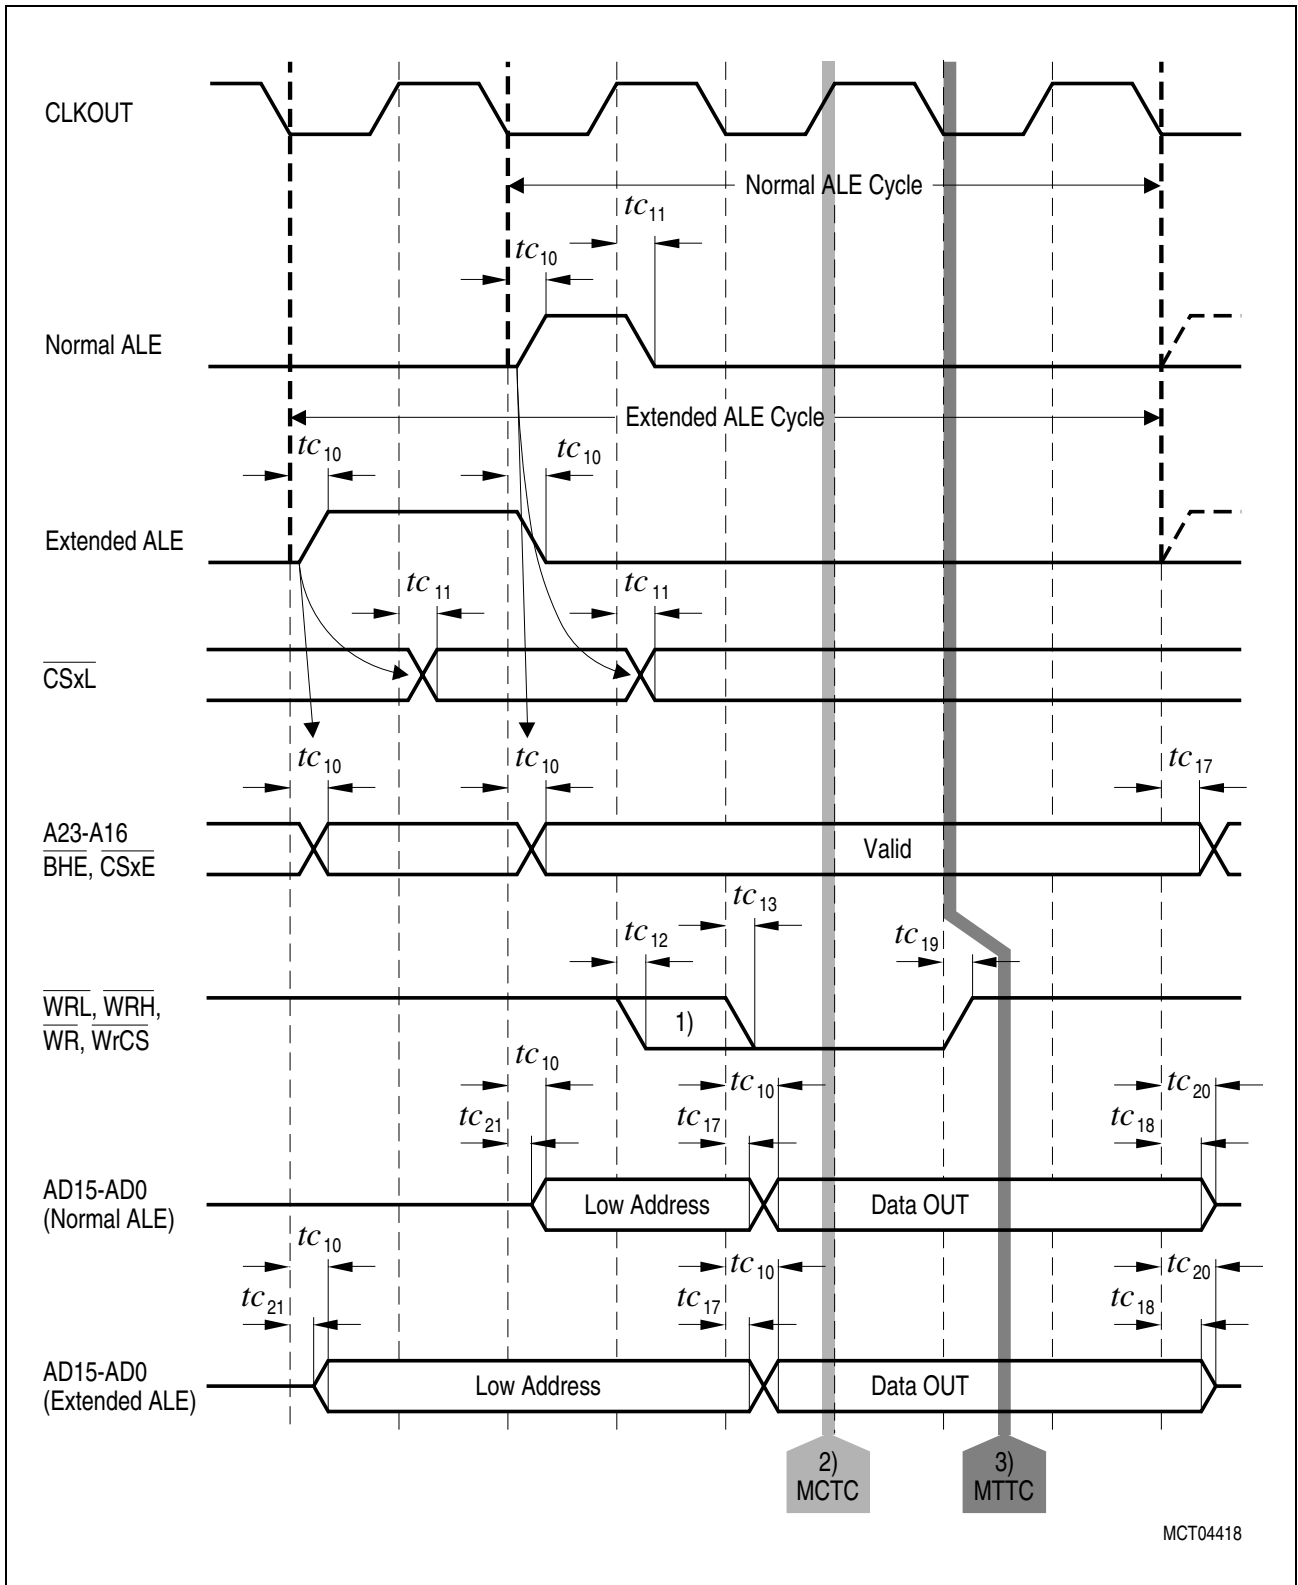 CLKOUT
Normal ALE Cycle
tc11
tc10
Normal ALE
Extended ALE Cycle
tc10
tc10
Extended ALE
tc11
tc11
CSxL
tc10
tc10
tc17
A23-A16
BHE, CSxE
Valid
tc13
tc12
tc19
WRL, WRH,
WR, WrCS
1)
tc10
tc10
tc20
tc21
tc17
tc18
AD15-AD0
(Normal ALE)
Low Address
Data OUT
tc10
tc10
tc20
tc21
tc17
tc18
AD15-AD0
(Extended ALE)
Low Address
Data OUT
2)
MCTC
3)
MTTC
MCT04418